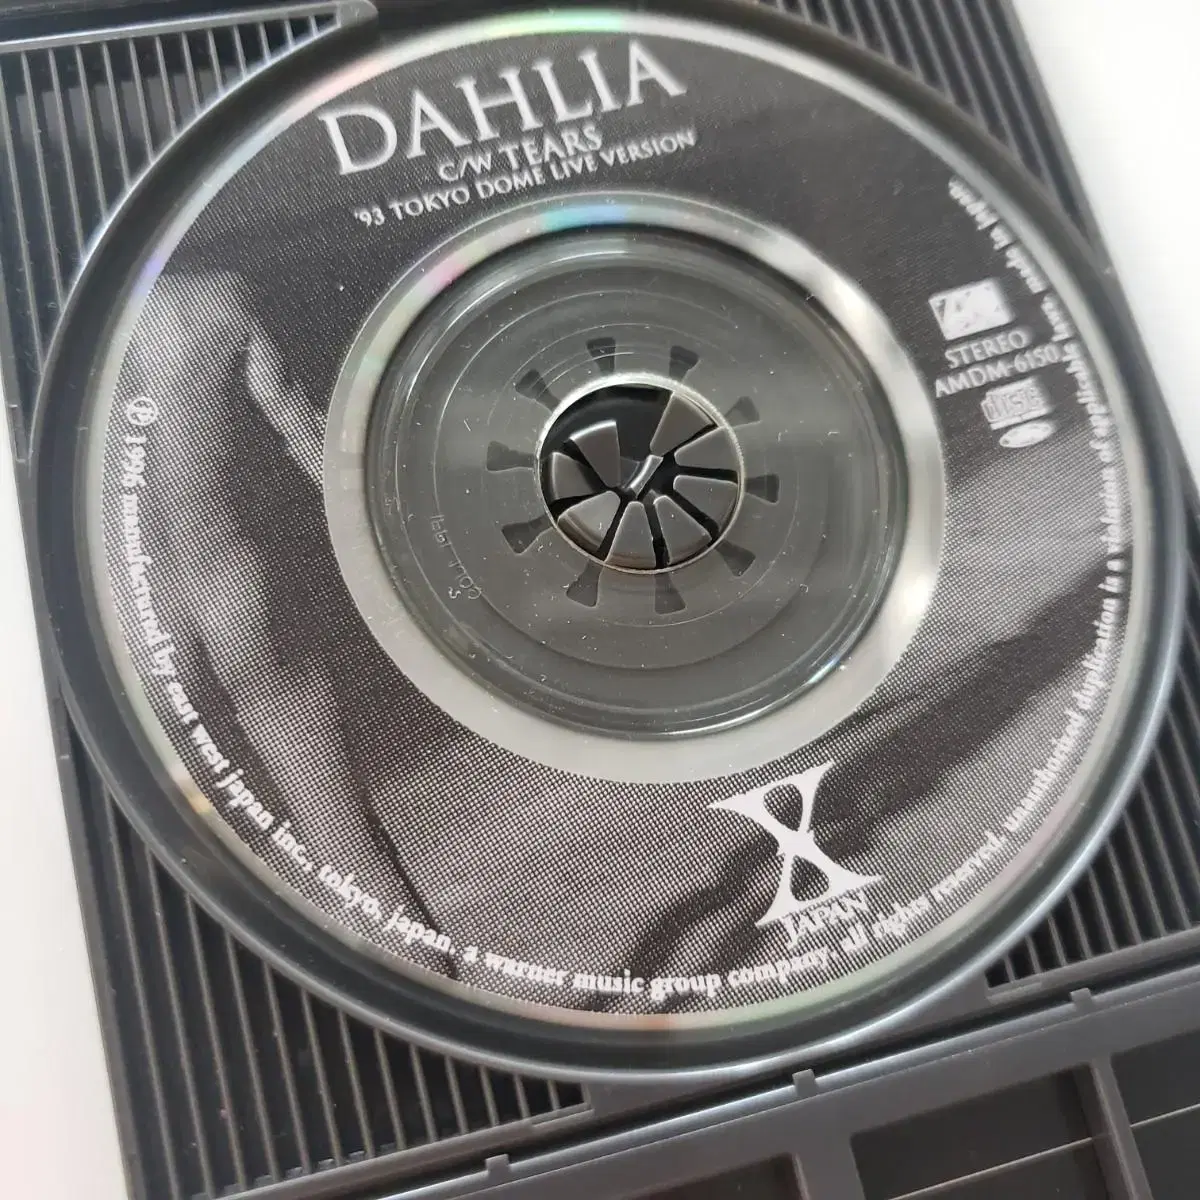 DAHLIA
C/W TEARS
'93 TOKYO DOME LIVE VERSION
STEREO
AMDM-6150
X
JAPAN
℗ 1996 manufactured by east west japan inc., tokyo, japan, a warner music group company. all rights reserved. unauthorized duplication is a violation of applicable laws. made in japan.